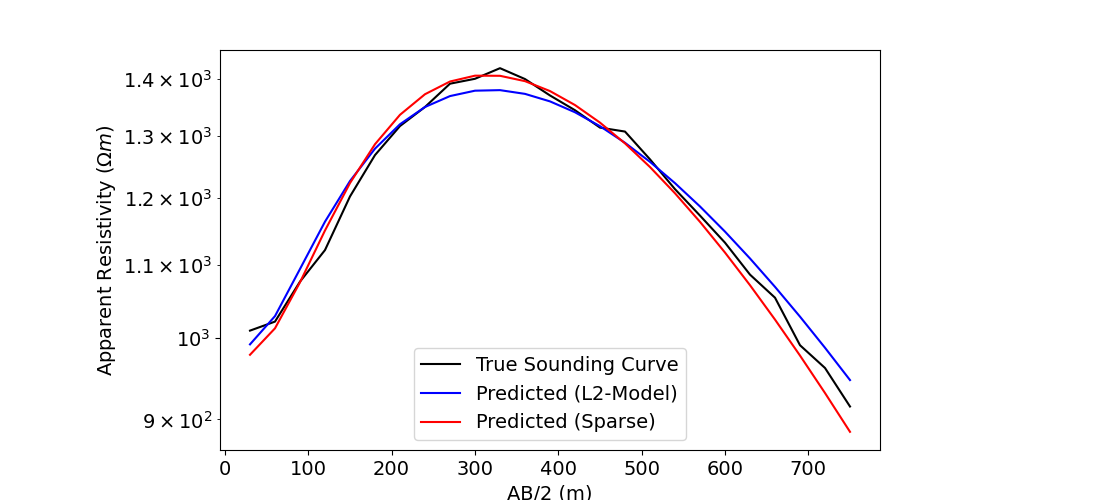 Apparent Resistivity (Ωm)
1.4 × 10³
1.3 × 10³
1.2 × 10³
1.1 × 10³
10³
9 × 10²
True Sounding Curve
Predicted (L2-Model)
Predicted (Sparse)
0 100 200 300 400 500 600 700
AB/2 (m)